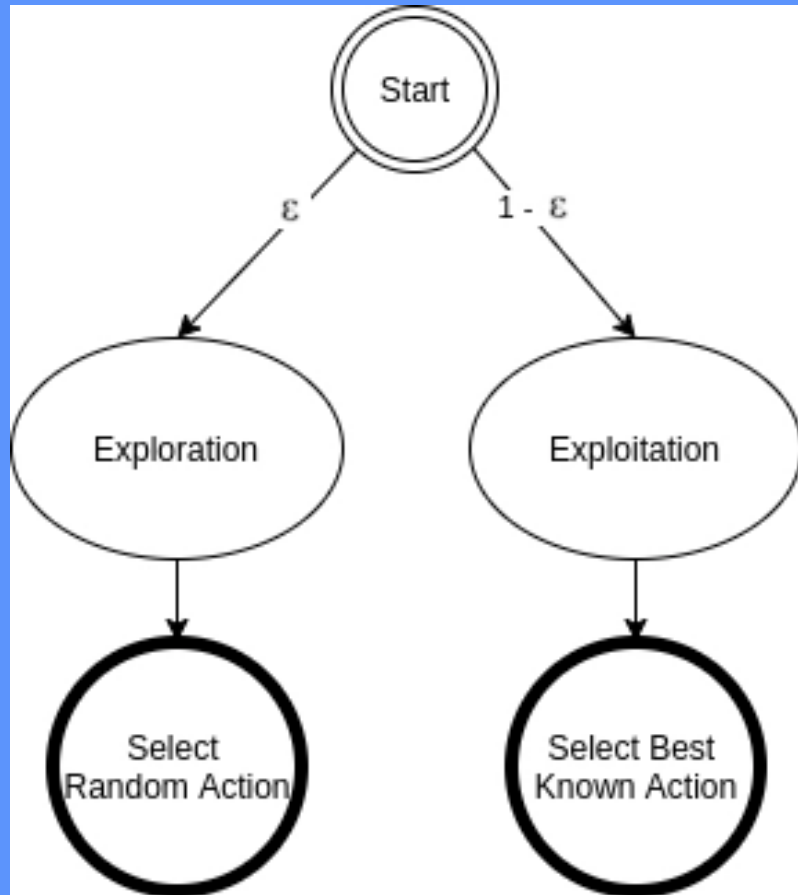 Start
ε
1 - ε
Exploration
Exploitation
Select
Random Action
Select Best
Known Action